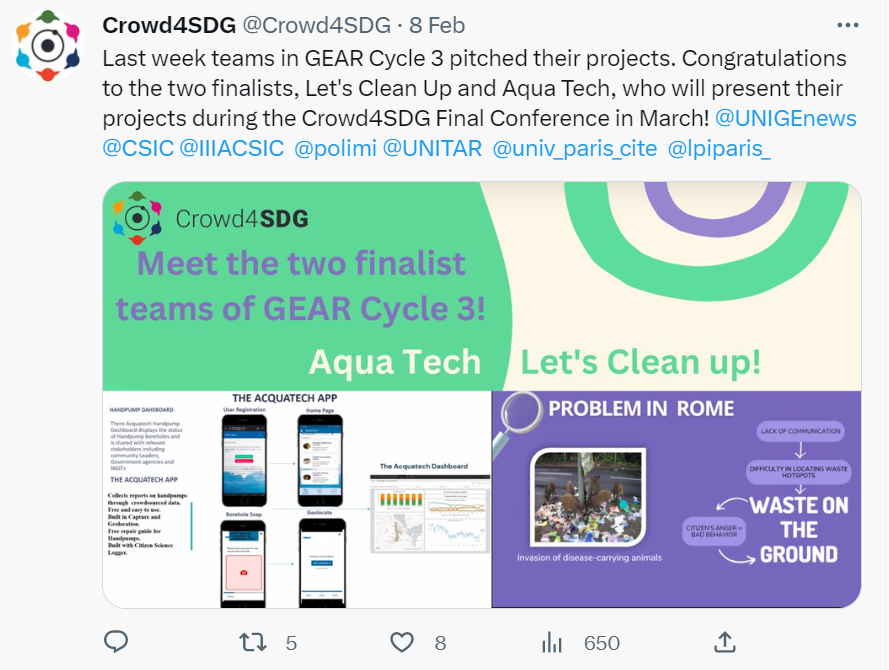 Crowd4SDG @Crowd4SDG · 8 Feb
Last week teams in GEAR Cycle 3 pitched their projects. Congratulations
to the two finalists, Let's Clean Up and Aqua Tech, who will present their
projects during the Crowd4SDG Final Conference in March! @UNIGEnews
@CSIC @IIIACSIC @polimi @UNITAR @univ_paris_cite @lpiparis_
Crowd4SDG
Meet the two finalist
teams of GEAR Cycle 3!
Aqua Tech
Let's Clean up!
THE ACQUATECH APP
HANDPUMP DAHSBOARD
There Acquatech Handpump
Dashboard displays the status
of Handpump boreholes and
is shared with relevant
stakeholders including
community Leaders,
Government agencies and
NGO's
THE ACQUATECH APP
Collects reports on handpumps
through crowdsourced data.
Free and easy to use.
Built in Capture and
Geolocation.
Free repair guide for
Handpumps.
Built with Citizen Science
Logger.
User Registration
Home Page
Borehole Snap
Geolocate
The Acquatech Dashboard
PROBLEM IN ROME
Invasion of disease-carrying animals
LACK OF COMMUNICATION
DIFFICULTY IN LOCATING WASTE
HOTSPOTS
CITIZEN'S ANGER =
BAD BEHAVIOR
WASTE ON
THE
GROUND
5
8
650